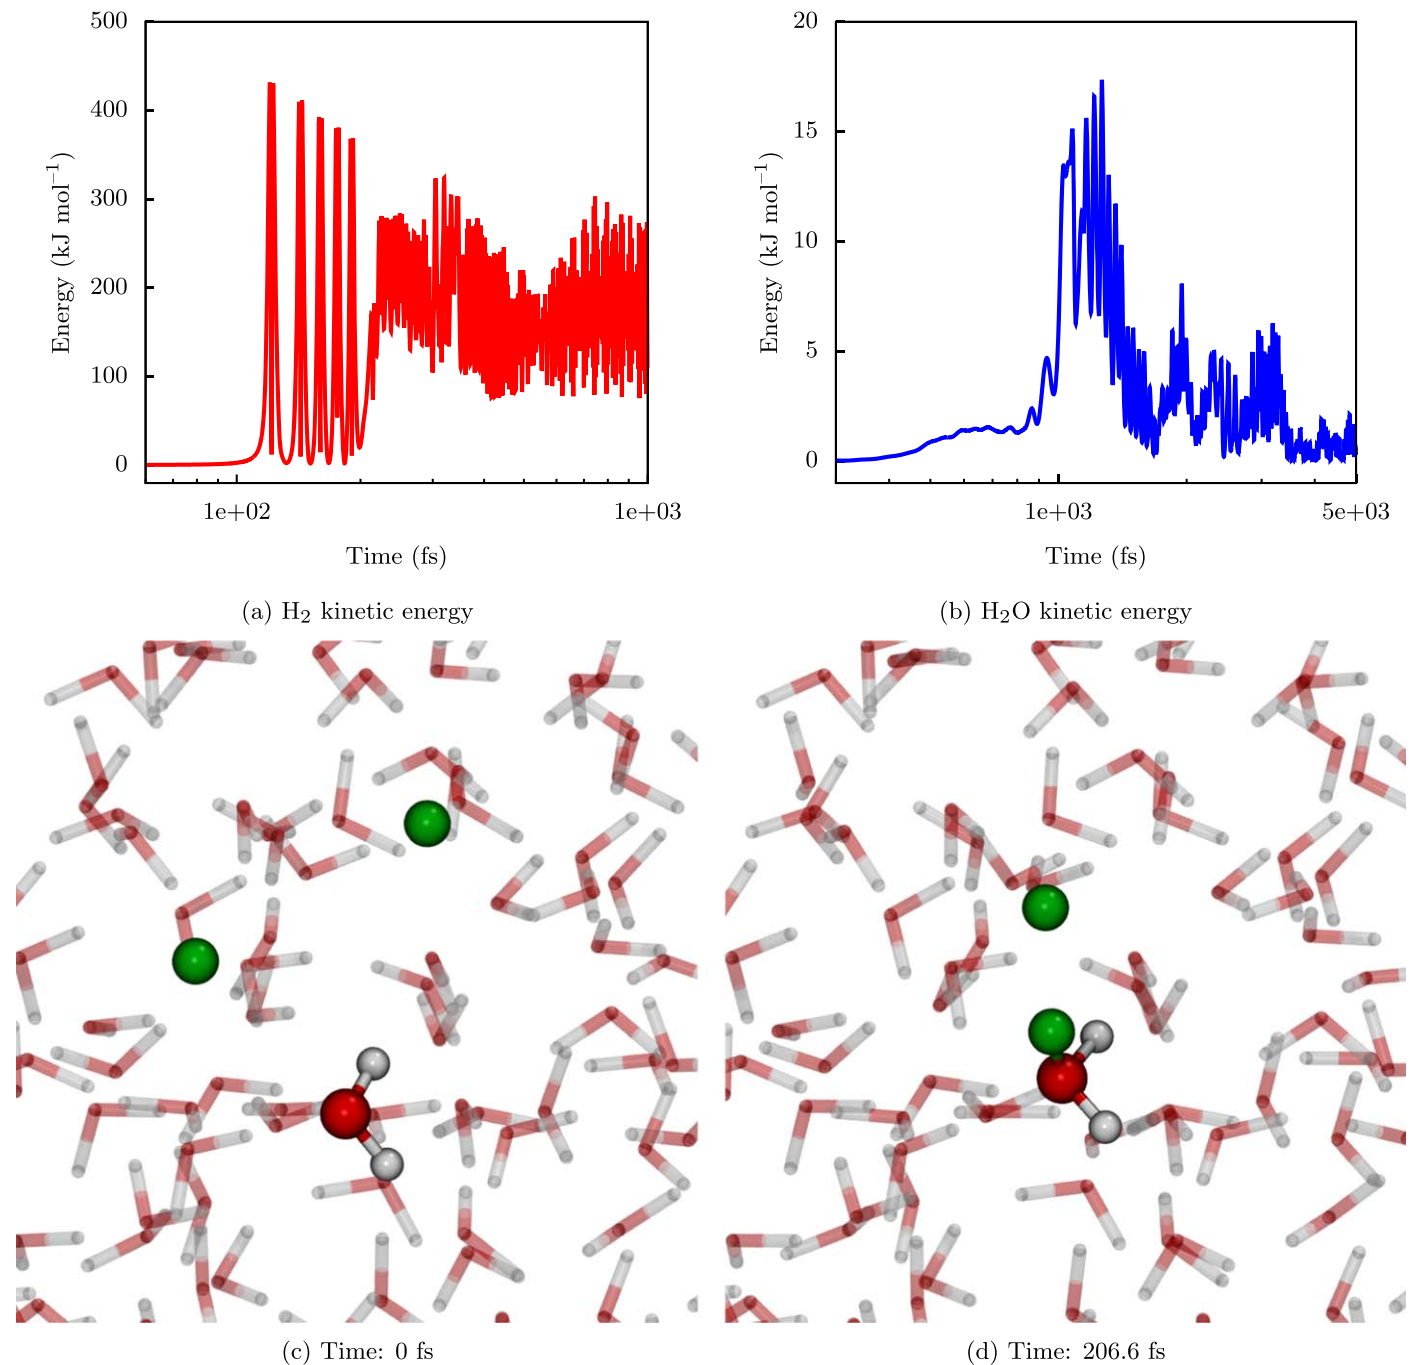 500
400
300
200
100
0
Energy (kJ mol⁻¹)
1e+02
1e+03
Time (fs)
(a) H₂ kinetic energy
20
15
10
5
0
Energy (kJ mol⁻¹)
1e+03
5e+03
Time (fs)
(b) H₂O kinetic energy
(c) Time: 0 fs
(d) Time: 206.6 fs